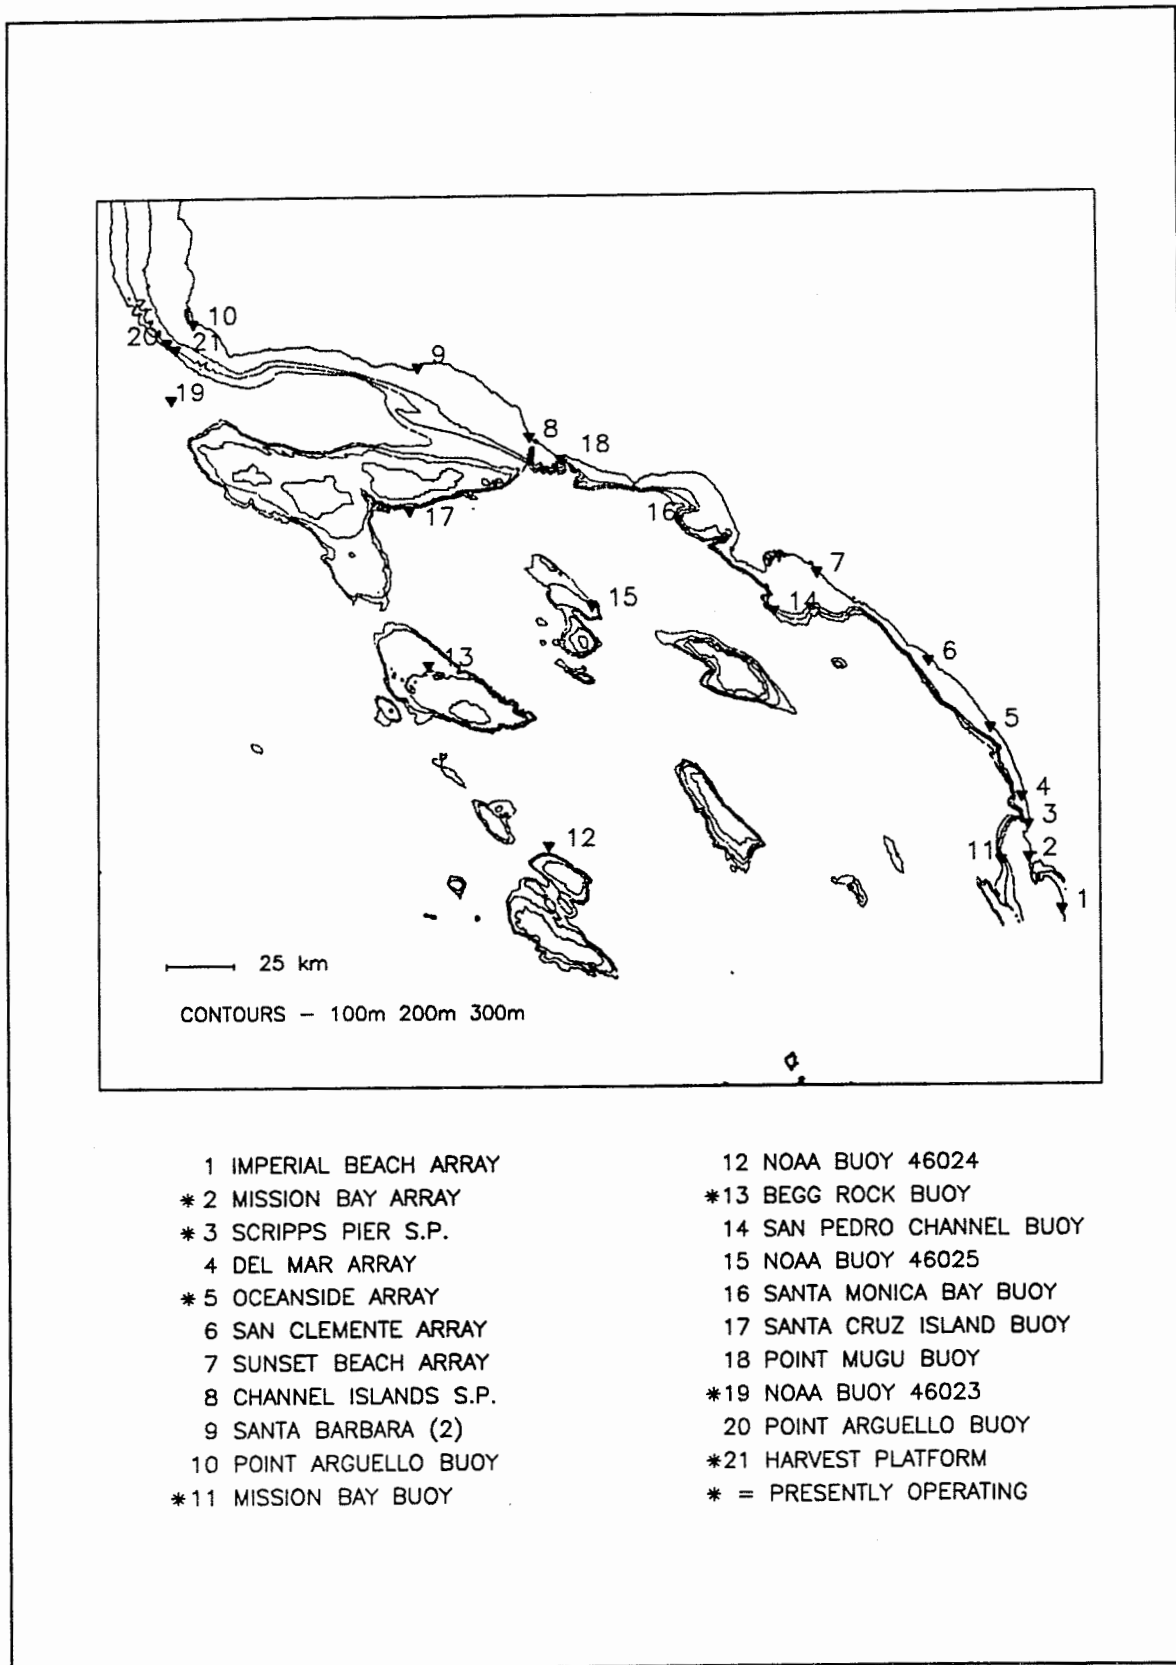 10
20
21
9
19
8
18
17
16
7
15
14
13
6
5
4
3
12
11
2
1
25 km
CONTOURS – 100m 200m 300m
1 IMPERIAL BEACH ARRAY
*2 MISSION BAY ARRAY
*3 SCRIPPS PIER S.P.
4 DEL MAR ARRAY
*5 OCEANSIDE ARRAY
6 SAN CLEMENTE ARRAY
7 SUNSET BEACH ARRAY
8 CHANNEL ISLANDS S.P.
9 SANTA BARBARA (2)
10 POINT ARGUELLO BUOY
*11 MISSION BAY BUOY
12 NOAA BUOY 46024
*13 BEGG ROCK BUOY
14 SAN PEDRO CHANNEL BUOY
15 NOAA BUOY 46025
16 SANTA MONICA BAY BUOY
17 SANTA CRUZ ISLAND BUOY
18 POINT MUGU BUOY
*19 NOAA BUOY 46023
20 POINT ARGUELLO BUOY
*21 HARVEST PLATFORM
* = PRESENTLY OPERATING